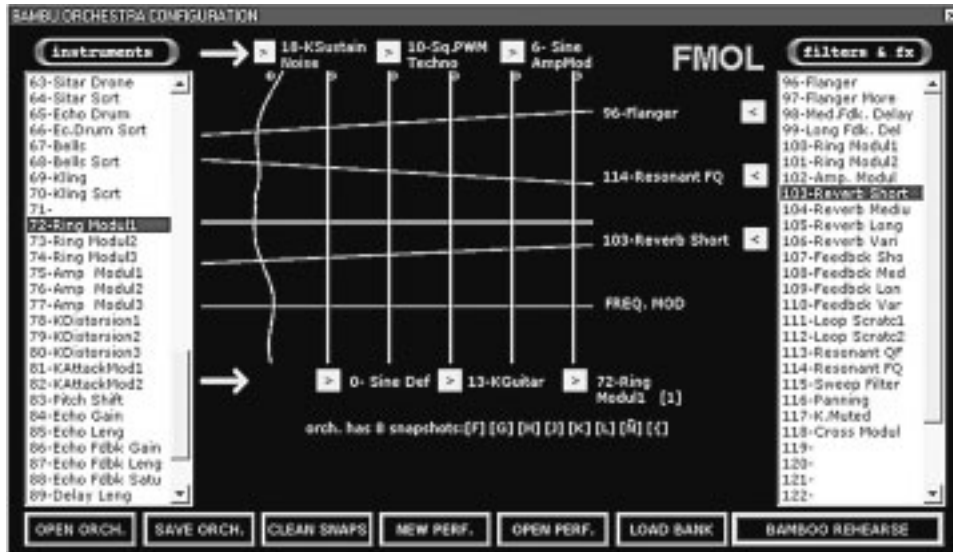 BAMBU ORCHESTRA CONFIGURATION
instruments
63-Sitar Drone
64-Sitar Sort
65-Echo Drum
66-Ec.Drum Sort
67-Bells
68-Bells Sort
69-Kling
70-Kling Sort
71-
72-Ring Modul1
73-Ring Modul2
74-Ring Modul3
75-Amp Modul1
76-Amp Modul2
77-Amp Modul3
78-KDistorsion1
79-KDistorsion2
80-KDistorsion3
81-KAttackMod1
82-KAttackMod2
83-Pitch Shift
84-Echo Gain
85-Echo Leng
86-Echo Fdbk Gain
87-Echo Fdbk Leng
88-Echo Fdbk Satu
89-Delay Leng
> 18-KSustain Noise
> 10-Sq.PWM Techno
> 6- Sine AmpMod
FMOL
96-Flanger <
114-Resonant FQ <
103-Reverb Short <
FREQ. MOD
> 0- Sine Def
> 13-KGuitar
> 72-Ring Modul1 [1]
orch. has 8 snapshots:[F] [G] [H] [J] [K] [L] [Ñ] [{]
filters & fx
96-Flanger
97-Flanger More
98-Med.Fdk. Delay
99-Long Fdk. Del
100-Ring Modul1
101-Ring Modul2
102-Amp. Modul
103-Reverb Short
104-Reverb Mediu
105-Reverb Long
106-Reverb Vari
107-Feedbck Sho
108-Feedbck Med
109-Feedbck Lon
110-Feedbck Var
111-Loop Scratc1
112-Loop Scratc2
113-Resonant QF
114-Resonant FQ
115-Sweep Filter
116-Panning
117-K.Muted
118-Cross Modul
119-
120-
121-
122-
OPEN ORCH.
SAVE ORCH.
CLEAN SNAPS
NEW PERF.
OPEN PERF.
LOAD BANK
BAMBOO REHEARSE